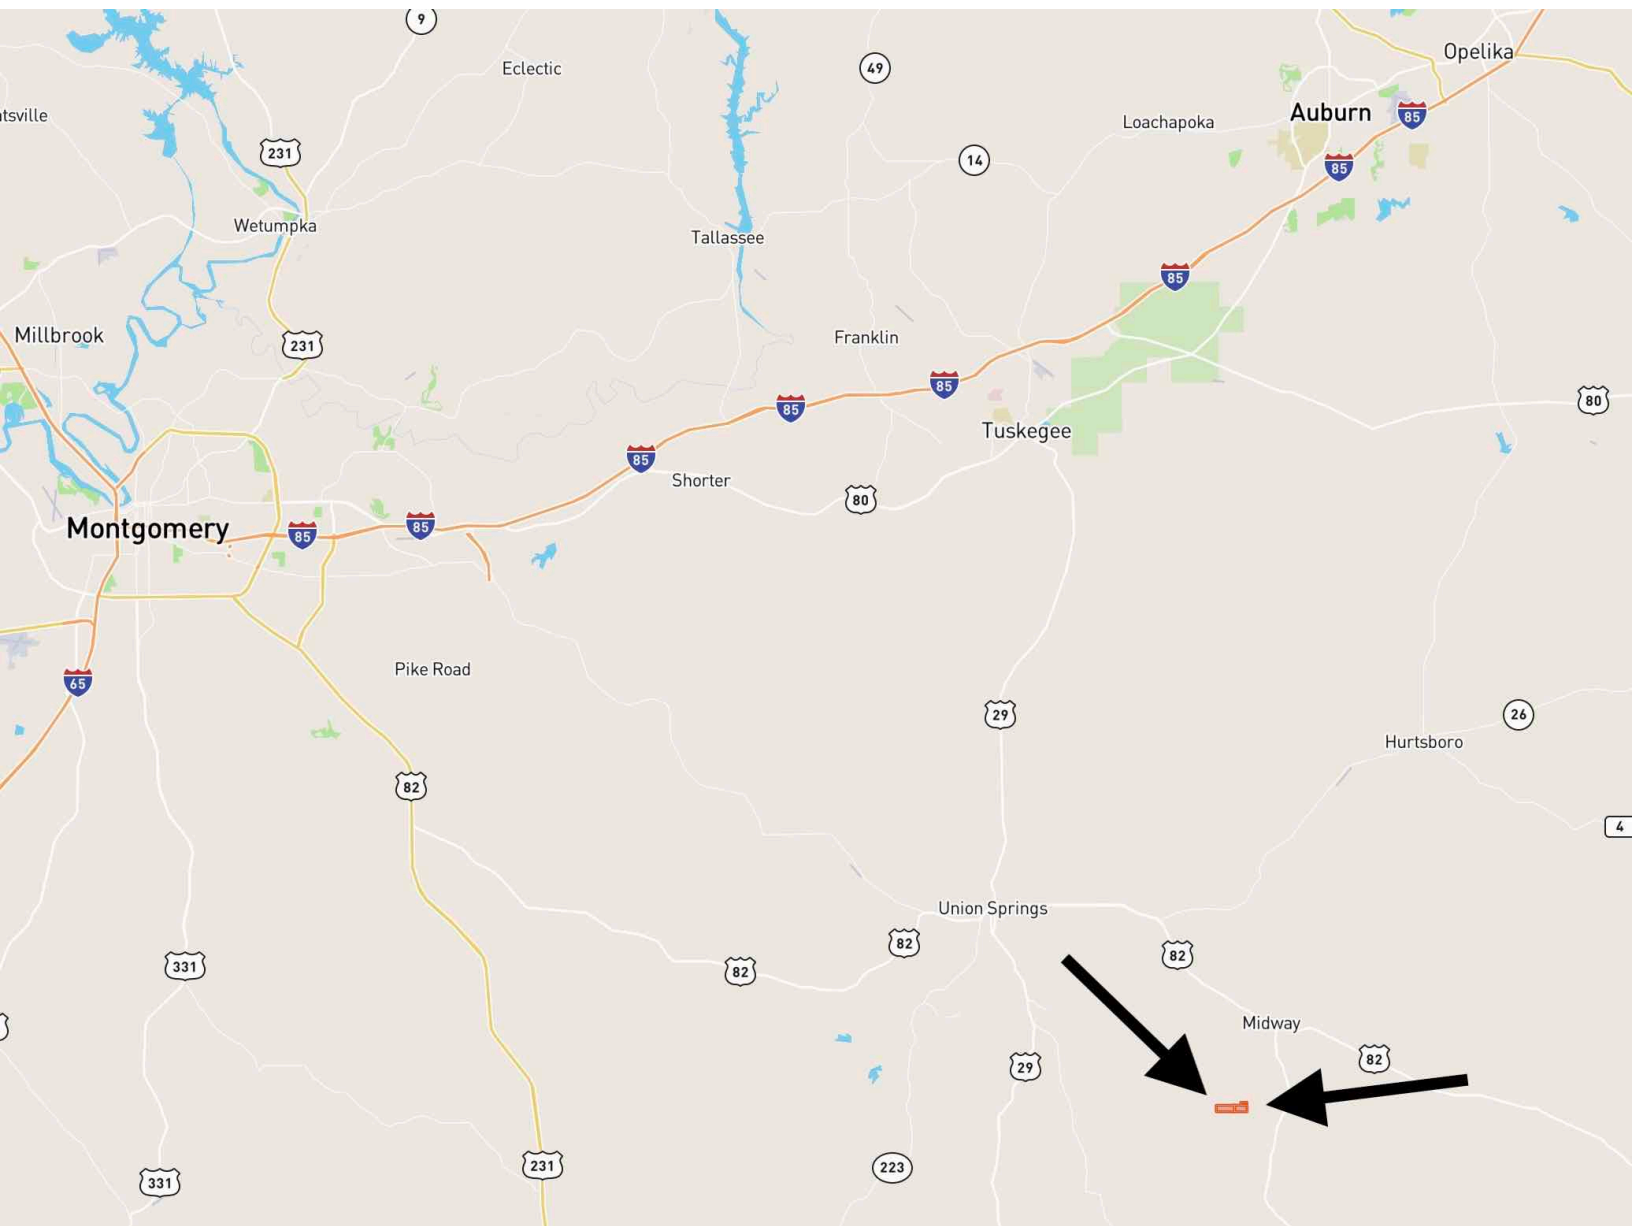 9
Opelika
Eclectic
49
tsville
Auburn
85
Loachapoka
231
14
85
Wetumpka
Tallassee
85
Millbrook
231
Franklin
85
80
85
Tuskegee
85
Shorter
80
Montgomery
85
85
Pike Road
65
29
26
Hurtsboro
82
4
Union Springs
82
82
331
82
Midway
82
29
231
223
331